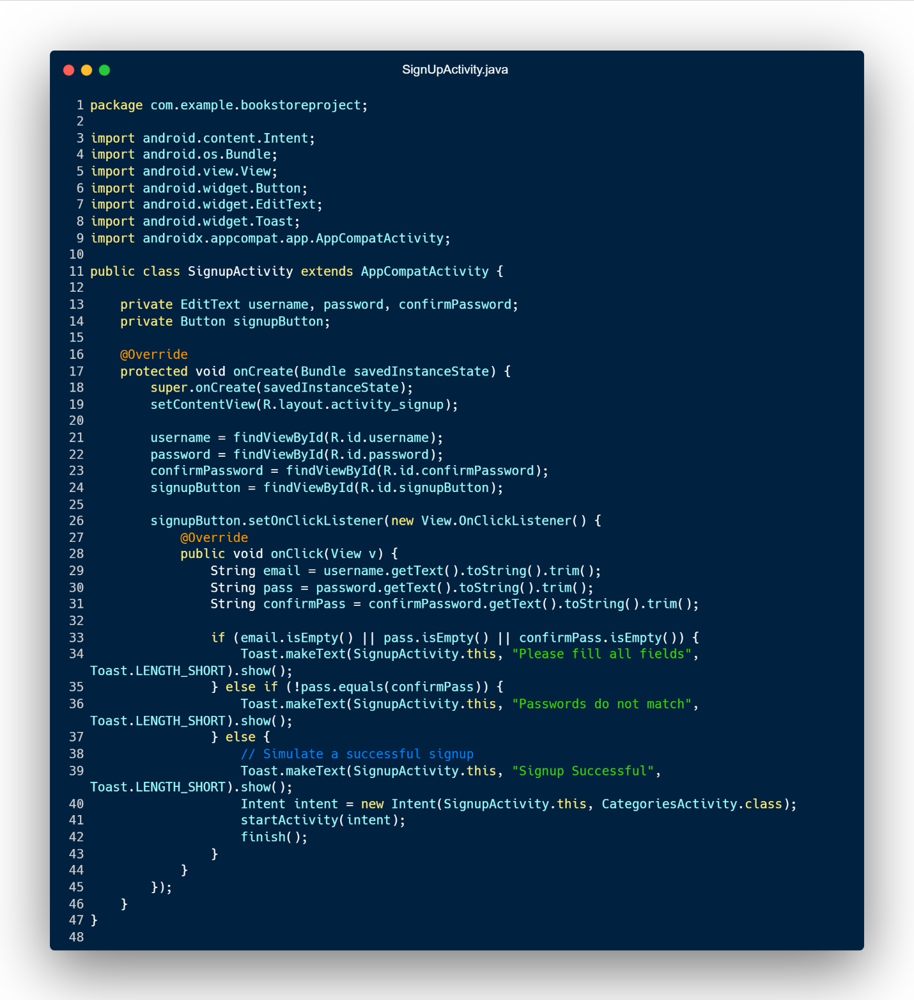 SignUpActivity.java
1 package com.example.bookstoreproject;
2
3 import android.content.Intent;
4 import android.os.Bundle;
5 import android.view.View;
6 import android.widget.Button;
7 import android.widget.EditText;
8 import android.widget.Toast;
9 import androidx.appcompat.app.AppCompatActivity;
10
11 public class SignupActivity extends AppCompatActivity {
12
13     private EditText username, password, confirmPassword;
14     private Button signupButton;
15
16     @Override
17     protected void onCreate(Bundle savedInstanceState) {
18         super.onCreate(savedInstanceState);
19         setContentView(R.layout.activity_signup);
20
21         username = findViewById(R.id.username);
22         password = findViewById(R.id.password);
23         confirmPassword = findViewById(R.id.confirmPassword);
24         signupButton = findViewById(R.id.signupButton);
25
26         signupButton.setOnClickListener(new View.OnClickListener() {
27             @Override
28             public void onClick(View v) {
29                 String email = username.getText().toString().trim();
30                 String pass = password.getText().toString().trim();
31                 String confirmPass = confirmPassword.getText().toString().trim();
32
33                 if (email.isEmpty() || pass.isEmpty() || confirmPass.isEmpty()) {
34                     Toast.makeText(SignupActivity.this, "Please fill all fields",
Toast.LENGTH_SHORT).show();
35                 } else if (!pass.equals(confirmPass)) {
36                     Toast.makeText(SignupActivity.this, "Passwords do not match",
Toast.LENGTH_SHORT).show();
37                 } else {
38                     // Simulate a successful signup
39                     Toast.makeText(SignupActivity.this, "Signup Successful",
Toast.LENGTH_SHORT).show();
40                     Intent intent = new Intent(SignupActivity.this, CategoriesActivity.class);
41                     startActivity(intent);
42                     finish();
43                 }
44             }
45         });
46     }
47 }
48